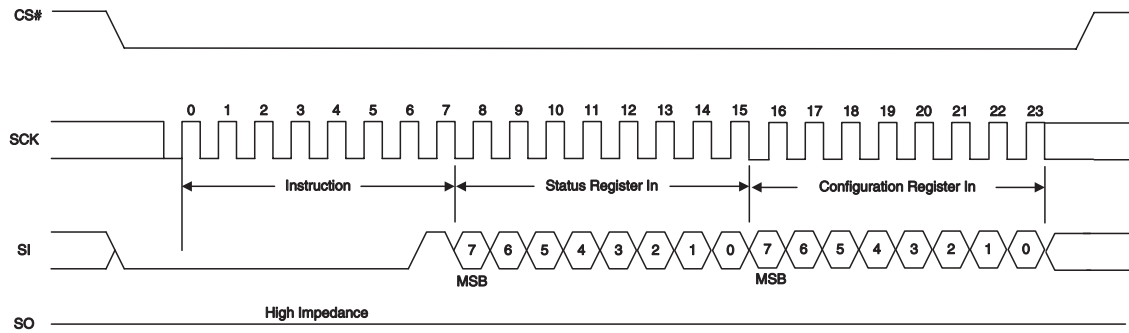 CS#
0 1 2 3 4 5 6 7 8 9 10 11 12 13 14 15 16 17 18 19 20 21 22 23
SCK
Instruction Status Register In Configuration Register In
SI 7 6 5 4 3 2 1 0 7 6 5 4 3 2 1 0
MSB MSB
High Impedance
SO